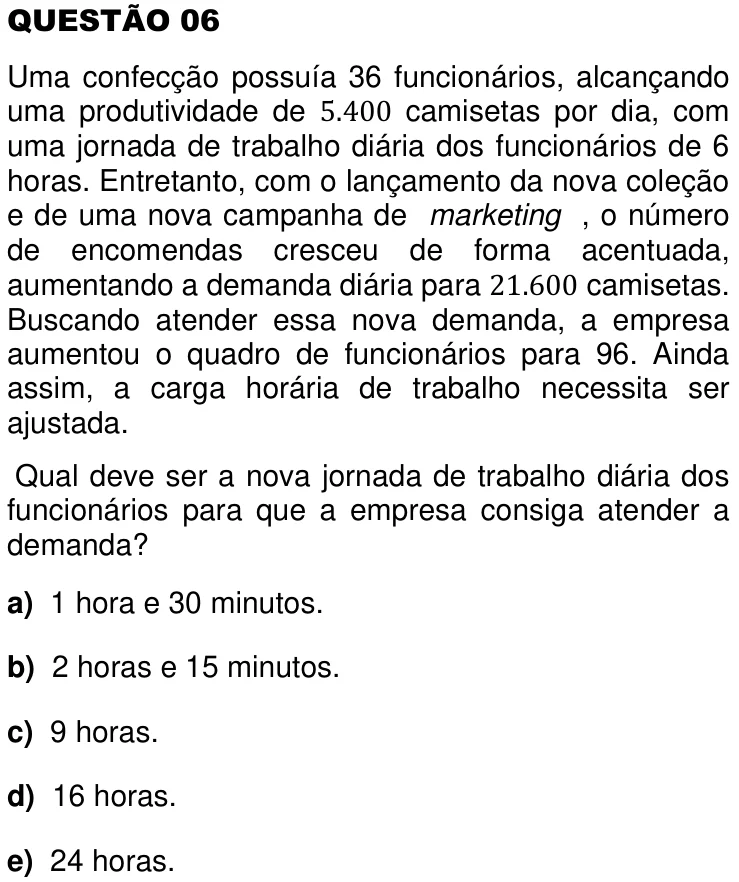 QUESTÃO 06
Uma confecção possuía 36 funcionários, alcançando
uma produtividade de 5.400 camisetas por dia, com
uma jornada de trabalho diária dos funcionários de 6
horas. Entretanto, com o lançamento da nova coleção
e de uma nova campanha de marketing , o número
de encomendas cresceu de forma acentuada,
aumentando a demanda diária para 21.600 camisetas.
Buscando atender essa nova demanda, a empresa
aumentou o quadro de funcionários para 96. Ainda
assim, a carga horária de trabalho necessita ser
ajustada.
Qual deve ser a nova jornada de trabalho diária dos
funcionários para que a empresa consiga atender a
demanda?
a) 1 hora e 30 minutos.
b) 2 horas e 15 minutos.
c) 9 horas.
d) 16 horas.
e) 24 horas.